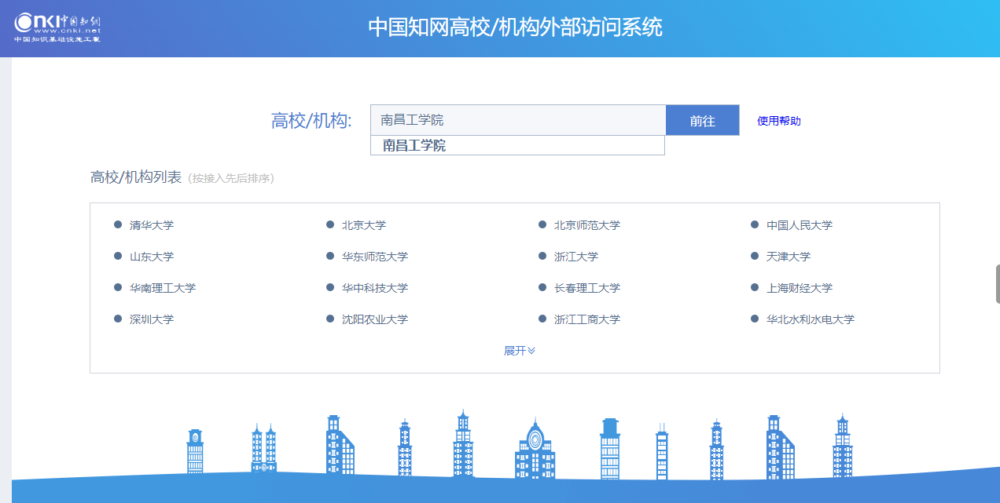 cnki中国知网
www.cnki.net
中国知识基础设施工程
中国知网高校/机构外部访问系统
高校/机构:
南昌工学院
前往
使用帮助
南昌工学院
高校/机构列表 (按接入先后排序)
清华大学 北京大学 北京师范大学 中国人民大学
山东大学 华东师范大学 浙江大学 天津大学
华南理工大学 华中科技大学 长春理工大学 上海财经大学
深圳大学 沈阳农业大学 浙江工商大学 华北水利水电大学
展开